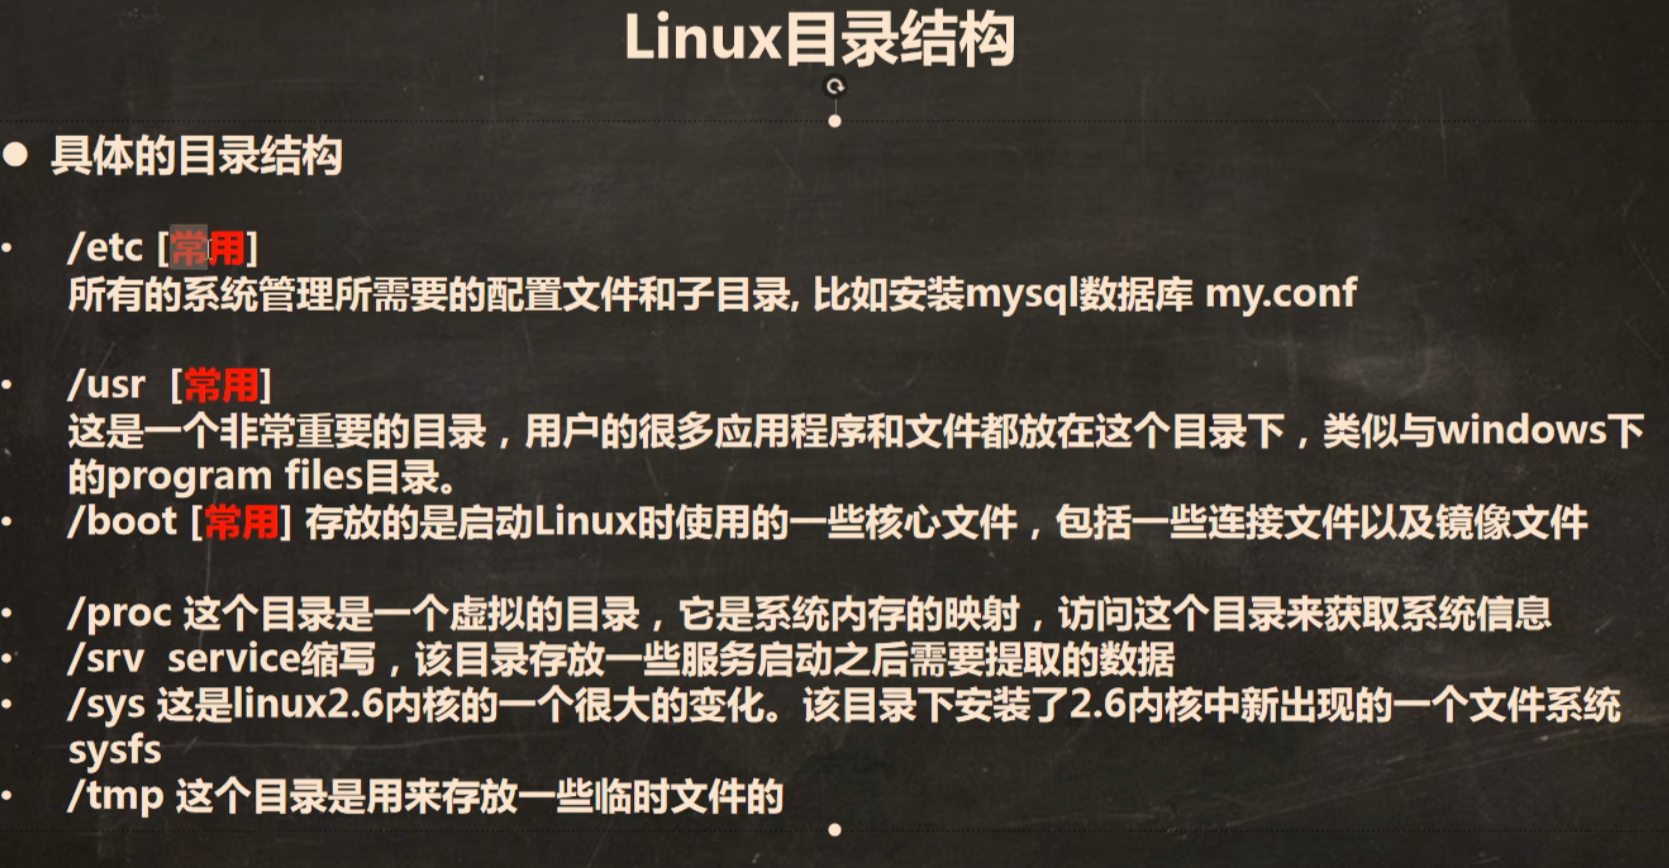 Linux目录结构
● 具体的目录结构
• /etc [常用]
所有的系统管理所需要的配置文件和子目录, 比如安装mysql数据库 my.conf
• /usr [常用]
这是一个非常重要的目录，用户的很多应用程序和文件都放在这个目录下，类似与windows下
的program files目录。
• /boot [常用] 存放的是启动Linux时使用的一些核心文件，包括一些连接文件以及镜像文件
• /proc 这个目录是一个虚拟的目录，它是系统内存的映射，访问这个目录来获取系统信息
• /srv service缩写，该目录存放一些服务启动之后需要提取的数据
• /sys 这是linux2.6内核的一个很大的变化。该目录下安装了2.6内核中新出现的一个文件系统
sysfs
• /tmp 这个目录是用来存放一些临时文件的